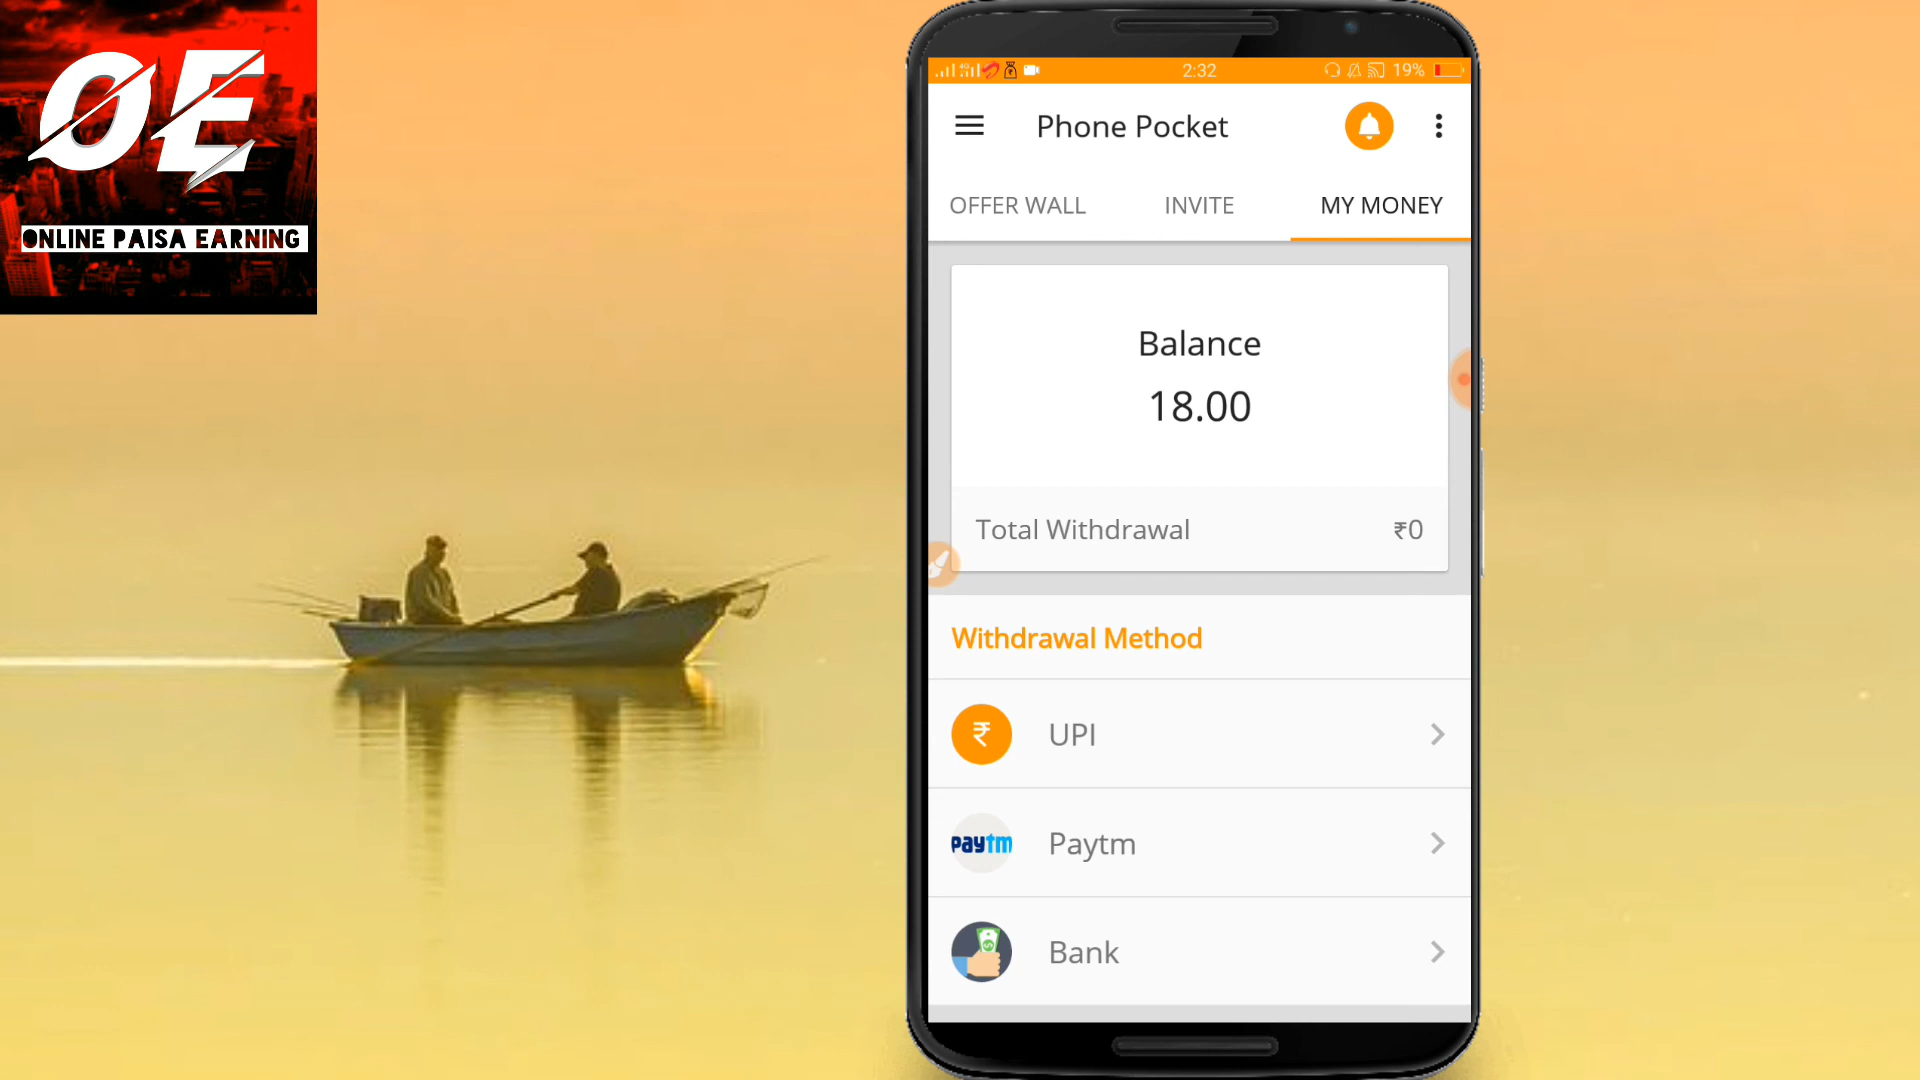 OE
ONLINE PAISA EARNING
2:32
19%
Phone Pocket
OFFER WALL
INVITE
MY MONEY
Balance
18.00
Total Withdrawal
₹0
Withdrawal Method
₹
UPI
paytm
Paytm
Bank